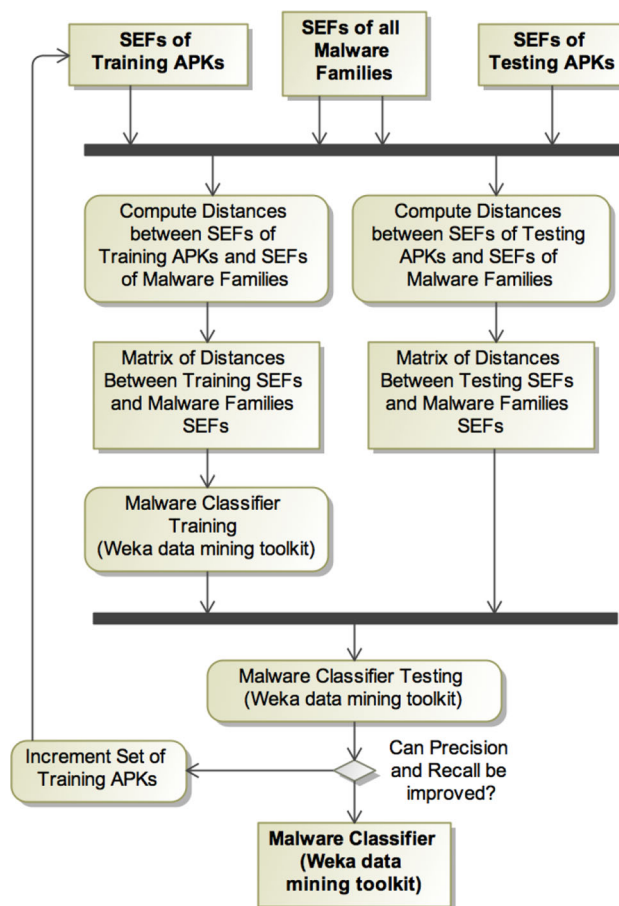 SEFs of
Training APKs
SEFs of all
Malware
Families
SEFs of
Testing APKs
Compute Distances
between SEFs of
Training APKs and SEFs
of Malware Families
Compute Distances
between SEFs of Testing
APKs and SEFs of
Malware Families
Matrix of Distances
Between Training SEFs
and Malware Families
SEFs
Matrix of Distances
Between Testing SEFs
and Malware Families
SEFs
Malware Classifier
Training
(Weka data mining toolkit)
Malware Classifier Testing
(Weka data mining toolkit)
Increment Set of
Training APKs
Can Precision
and Recall be
improved?
Malware Classifier
(Weka data
mining toolkit)